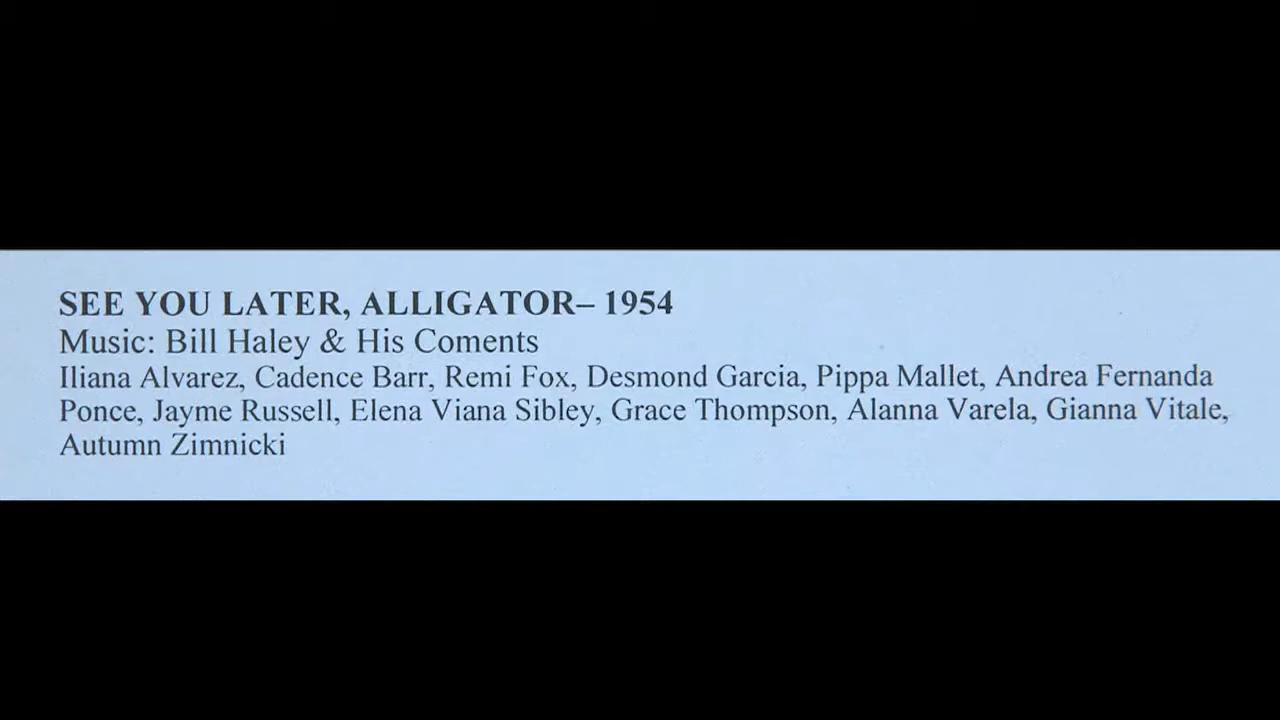 SEE YOU LATER, ALLIGATOR– 1954
Music: Bill Haley & His Coments
Iliana Alvarez, Cadence Barr, Remi Fox, Desmond Garcia, Pippa Mallet, Andrea Fernanda
Ponce, Jayme Russell, Elena Viana Sibley, Grace Thompson, Alanna Varela, Gianna Vitale,
Autumn Zimnicki